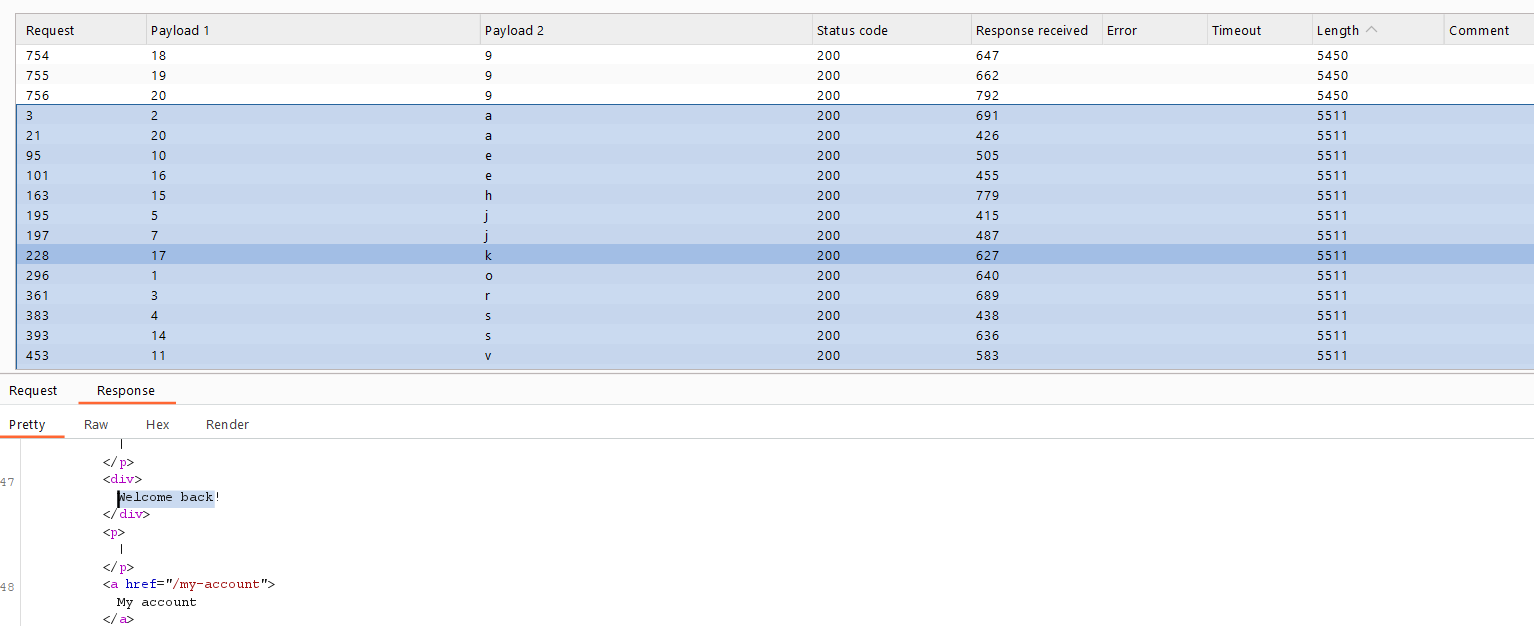 Request Payload 1 Payload 2 Status code Response received Error Timeout Length Comment
754 18 9 200 647 5450
755 19 9 200 662 5450
756 20 9 200 792 5450
3 2 a 200 691 5511
21 20 a 200 426 5511
95 10 e 200 505 5511
101 16 e 200 455 5511
163 15 h 200 779 5511
195 5 j 200 415 5511
197 7 j 200 487 5511
228 17 k 200 627 5511
296 1 o 200 640 5511
361 3 r 200 689 5511
383 4 s 200 438 5511
393 14 s 200 636 5511
453 11 v 200 583 5511
Request Response
Pretty Raw Hex Render
|
</p>
47 <div>
Welcome back!
</div>
<p>
|
</p>
48 <a href="/my-account">
My account
</a>